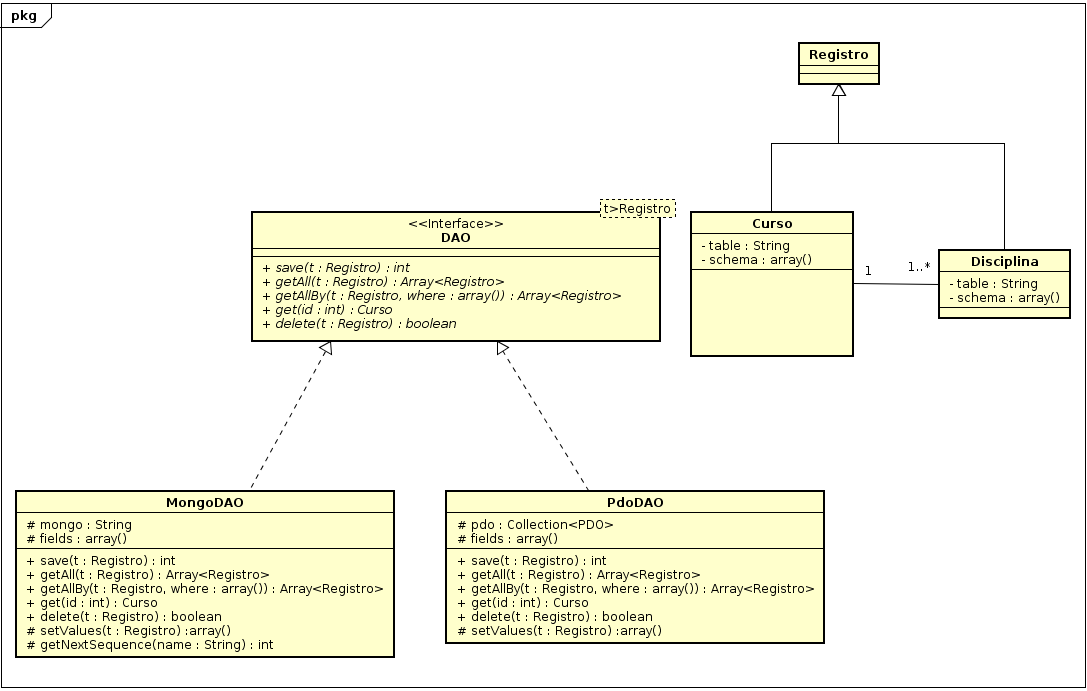 pkg
Registro
t>Registro
<<Interface>>
DAO
+ save(t : Registro) : int
+ getAll(t : Registro) : Array<Registro>
+ getAllBy(t : Registro, where : array()) : Array<Registro>
+ get(id : int) : Curso
+ delete(t : Registro) : boolean
Curso
- table : String
- schema : array()
1
1..*
Disciplina
- table : String
- schema : array()
MongoDAO
# mongo : String
# fields : array()
+ save(t : Registro) : int
+ getAll(t : Registro) : Array<Registro>
+ getAllBy(t : Registro, where : array()) : Array<Registro>
+ get(id : int) : Curso
+ delete(t : Registro) : boolean
# setValues(t : Registro) :array()
# getNextSequence(name : String) : int
PdoDAO
# pdo : Collection<PDO>
# fields : array()
+ save(t : Registro) : int
+ getAll(t : Registro) : Array<Registro>
+ getAllBy(t : Registro, where : array()) : Array<Registro>
+ get(id : int) : Curso
+ delete(t : Registro) : boolean
# setValues(t : Registro) :array()